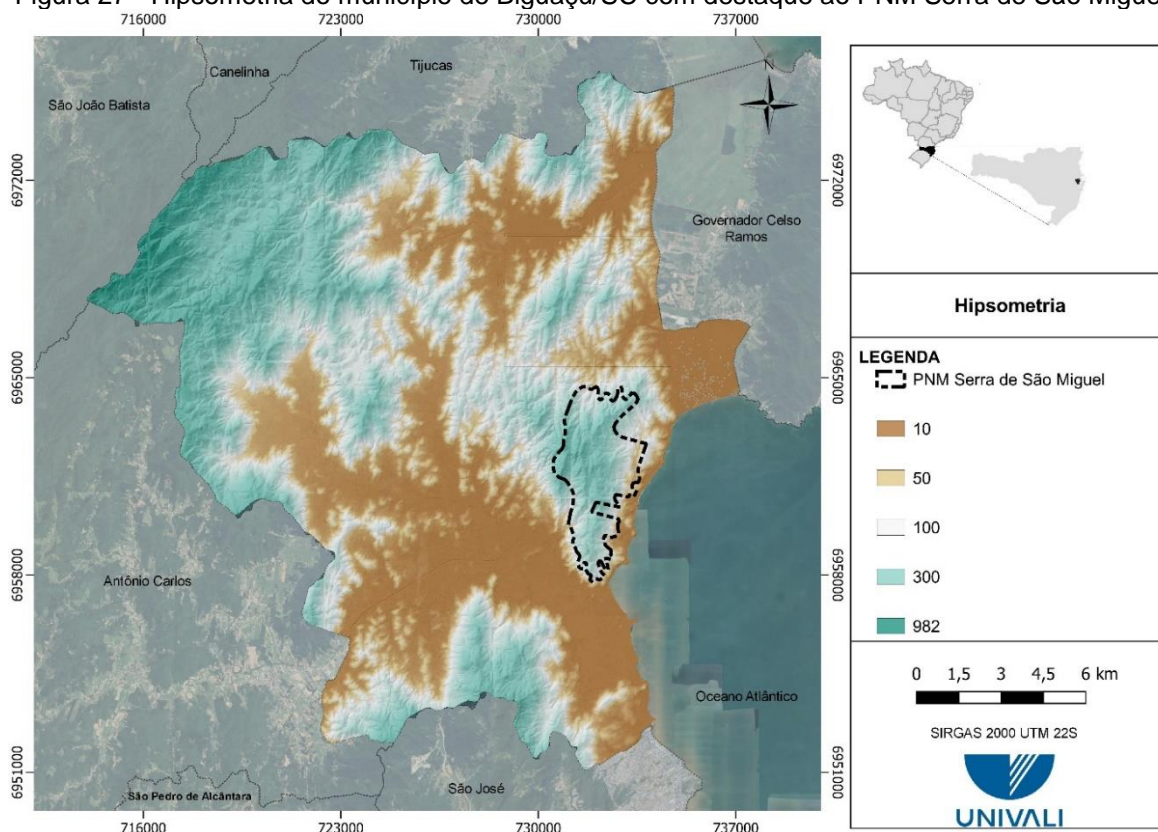 Figura 27 - Hipsometria do município de Biguaçu/SC com destaque ao PNM Serra de São Miguel
716000 723000 730000 737000
Canelinha
Tijucas
N
São João Batista
6972000
6972000
Governador Celso
Ramos
6965000
6965000
Antônio Carlos
6958000
6958000
Oceano Atlântico
6951000
6951000
São José
São Pedro de Alcântara
716000 723000 730000 737000
Hipsometria
LEGENDA
PNM Serra de São Miguel
10
50
100
300
982
0 1,5 3 4,5 6 km
SIRGAS 2000 UTM 22S
UNIVALI